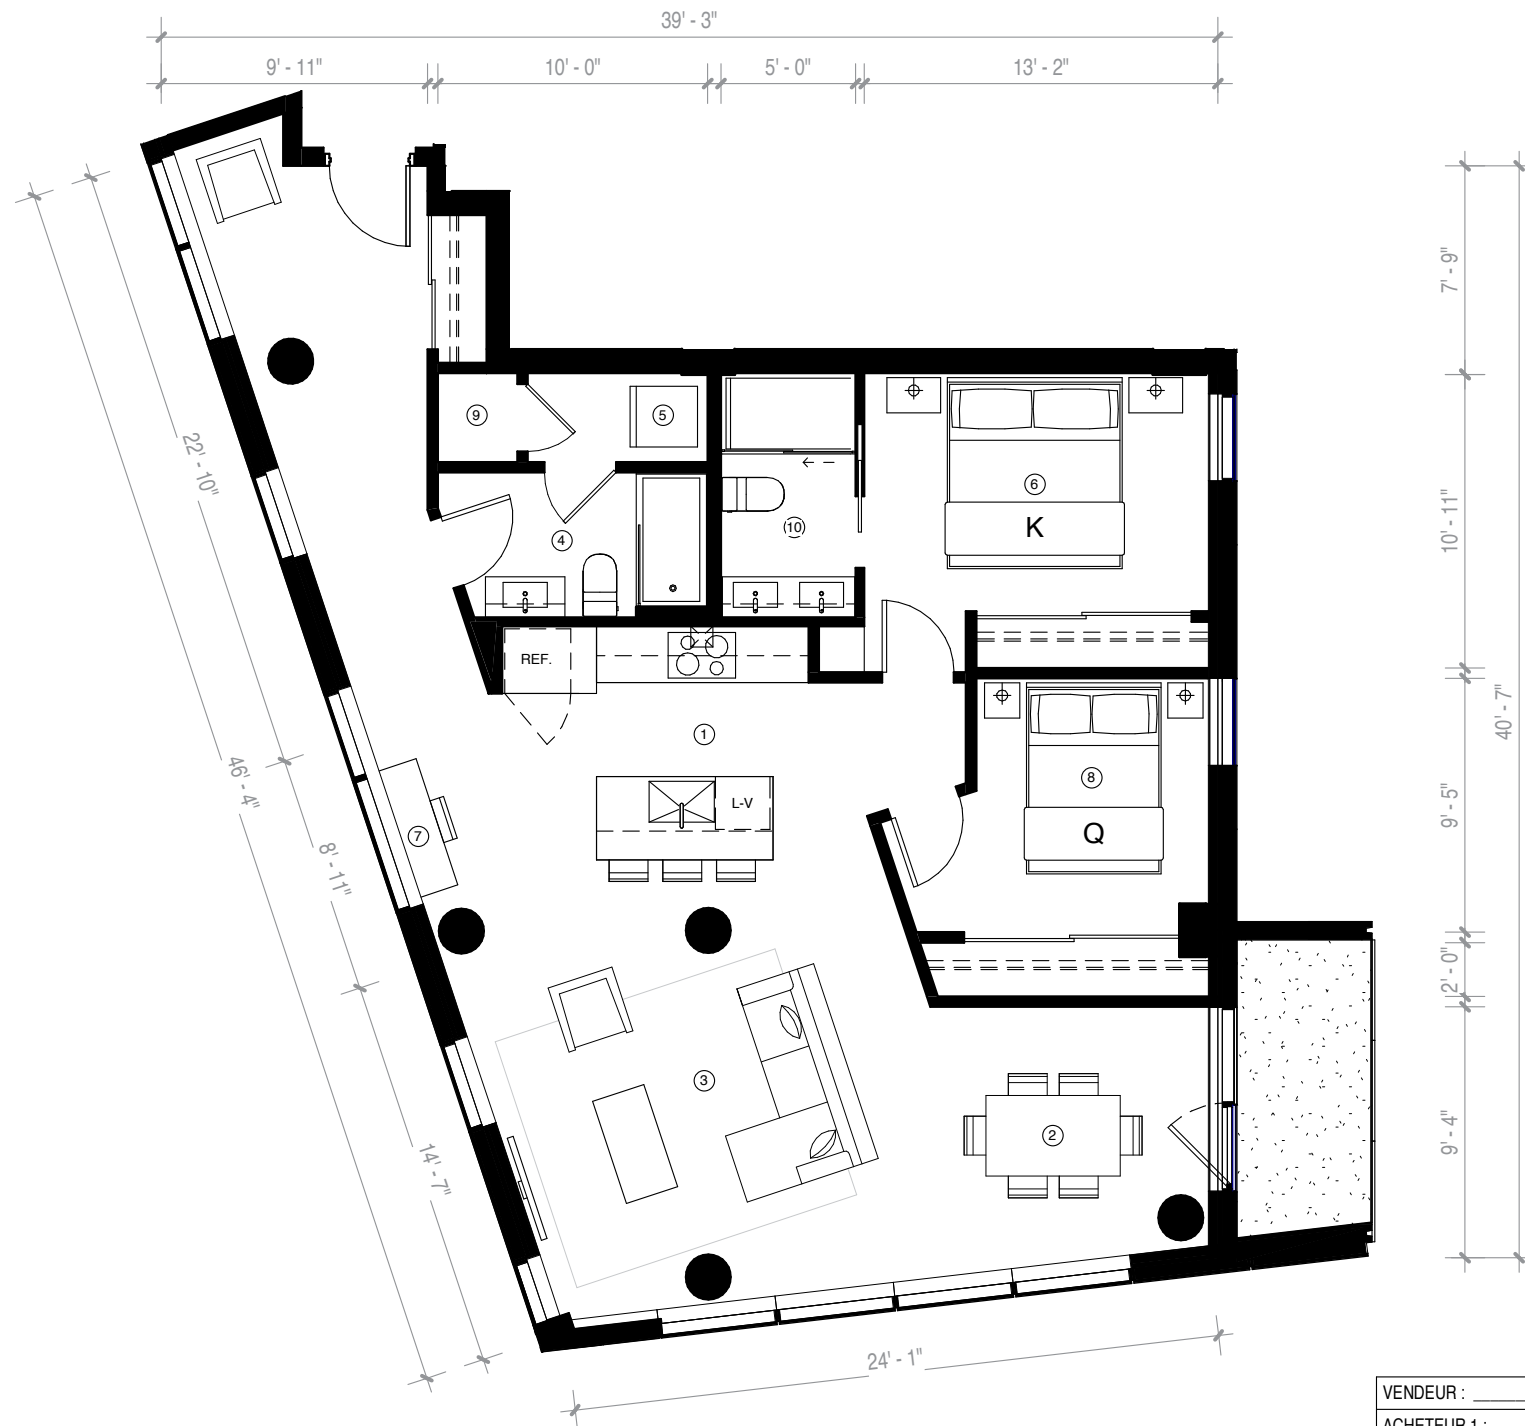 39' - 3"
9' - 11"
10' - 0"
5' - 0"
13' - 2"
7' - 9"
10' - 11"
40' - 7"
9' - 5"
2' - 0"
9' - 4"
22' - 10"
46' - 4"
8' - 11"
14' - 7"
24' - 1"
9
5
6
K
10
4
REF.
1
8
Q
L-V
7
3
2
VENDEUR :
ACHETEUR 1 :